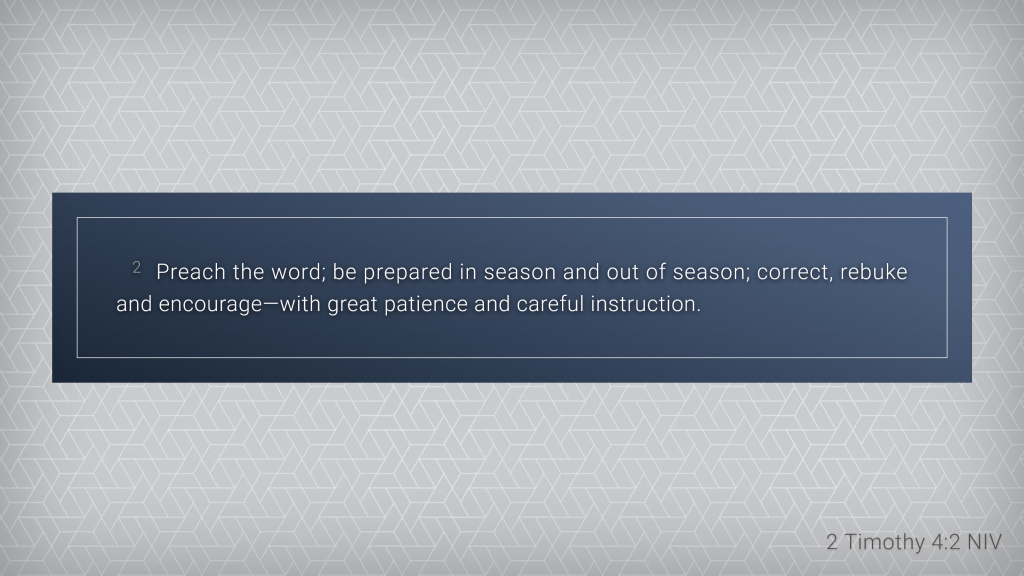 2 Preach the word; be prepared in season and out of season; correct, rebuke
and encourage—with great patience and careful instruction.
2 Timothy 4:2 NIV